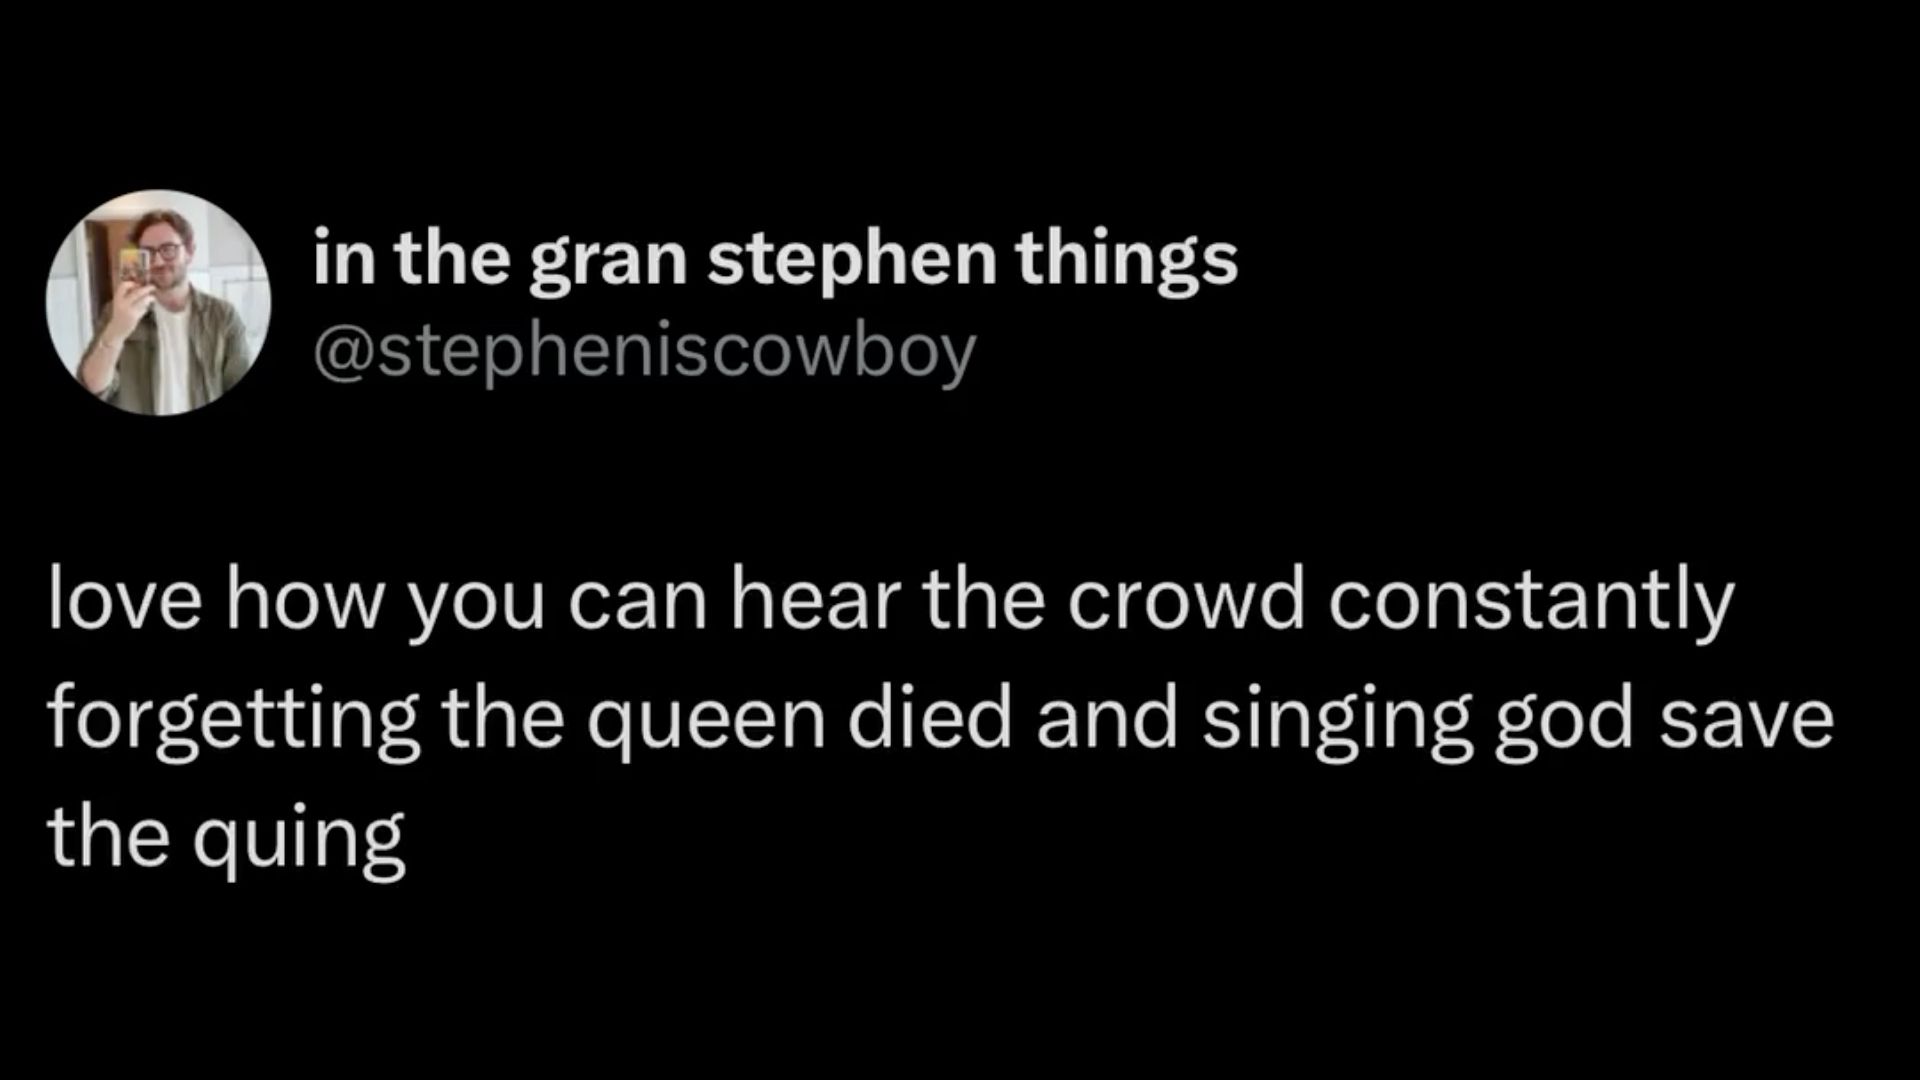 in the gran stephen things
@stepheniscowboy
love how you can hear the crowd constantly
forgetting the queen died and singing god save
the quing